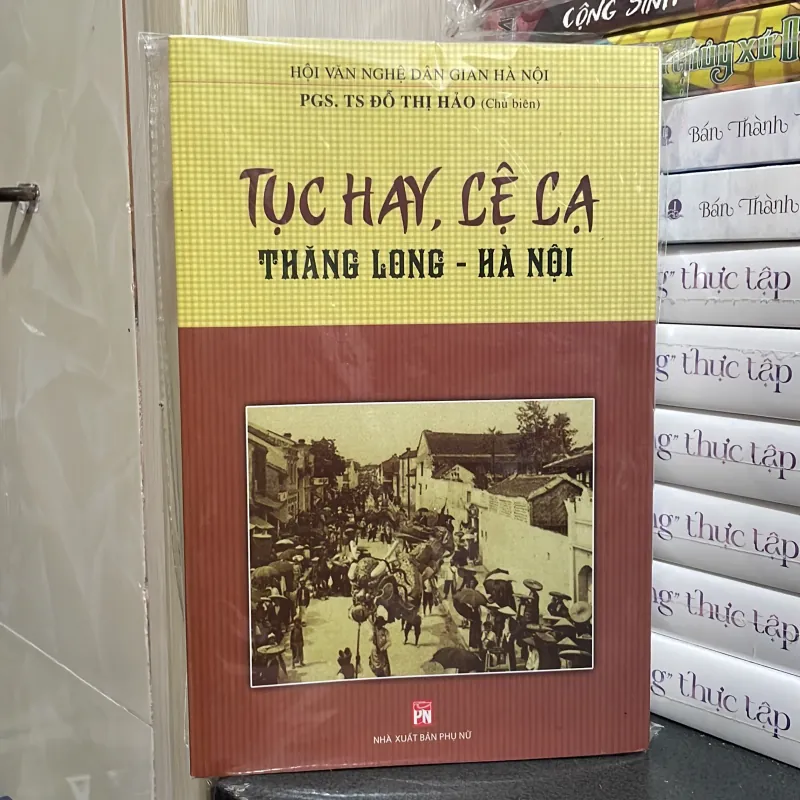 HỘI VĂN NGHỆ DÂN GIAN HÀ NỘI
PGS. TS ĐỖ THỊ HẢO (Chủ biên)
TỤC HAY, LỆ LẠ
THĂNG LONG - HÀ NỘI
PN
NHÀ XUẤT BẢN PHỤ NỮ
CỘNG SINH
Bán Thành
Bán Thành
thực tập
thực tập
thực tập
thực tập
thực tập
thực tập